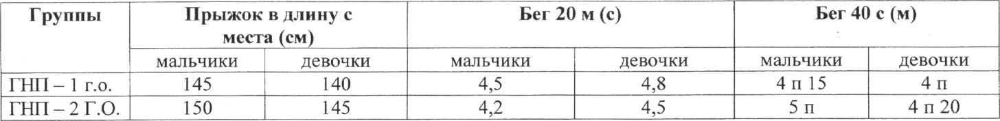 Группы Прыжок в длину с Бег 20 м (с) Бег 40 с (м)
места (см)
мальчики девочки мальчики девочки мальчики девочки
ГНП – 1 г.о. 145 140 4,5 4,8 4 п 15 4 п
ГНП – 2 Г.О. 150 145 4,2 4,5 5 п 4 п 20